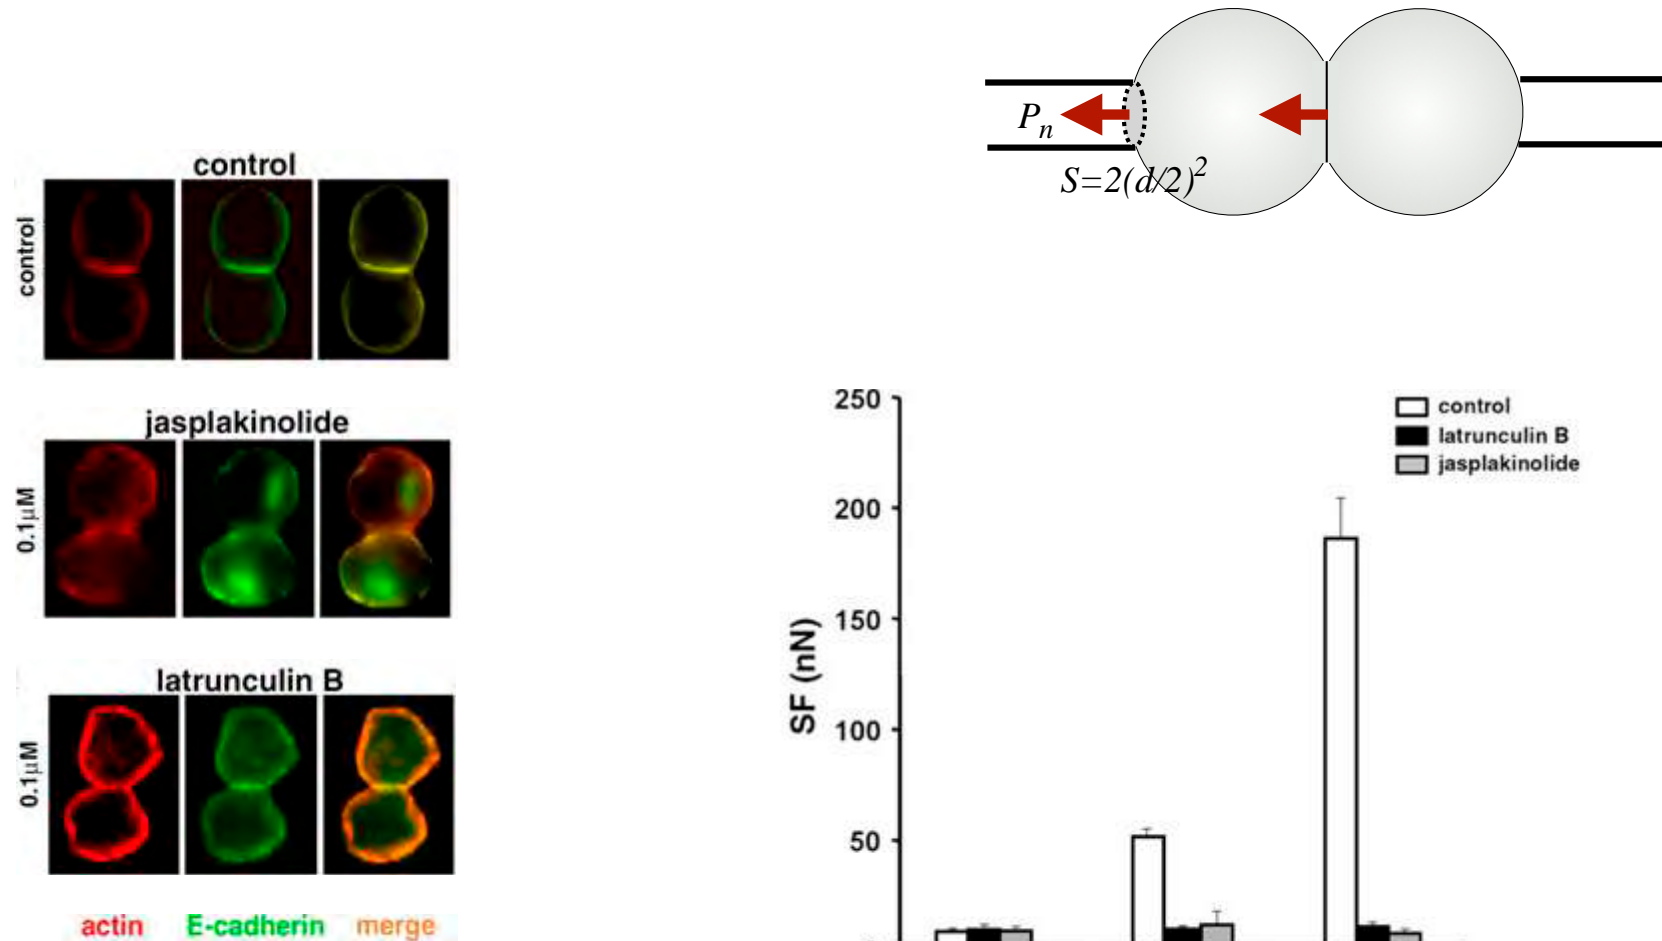 control
control
jasplakinolide
0.1µM
latrunculin B
0.1µM
actin E-cadherin merge
Pn
S=2(d/2)2
250
200
150
100
50
SF (nN)
control
latrunculin B
jasplakinolide